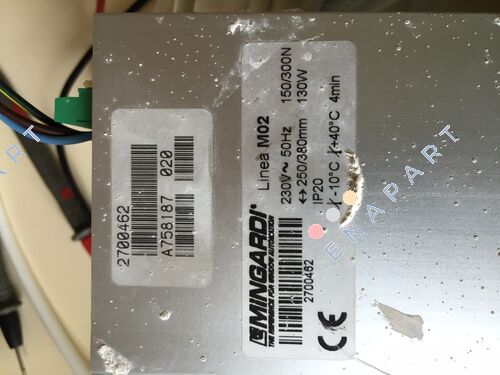 2700462
A758187 020
MINGARDI®
THE REFERENCE FOR WINDOW AUTOMATION
Linea M02
230V ~ 50Hz 150/300N
↔ 250/380mm 130W
IP20
-10°C +40°C 4min
2700462
CE
ENAPART